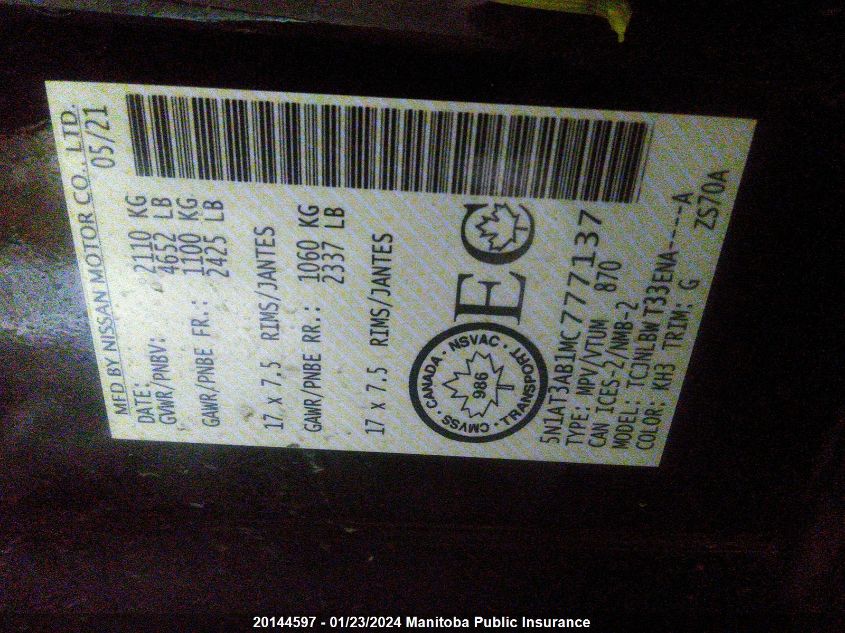 MFD BY NISSAN MOTOR CO., LTD.
DATE: 05/21
GVWR/PNBV: 2110 KG
4652 LB
GAWR/PNBE FR.: 1100 KG
2425 LB
17 x 7.5 RIMS/JANTES
GAWR/PNBE RR.: 1060 KG
2337 LB
17 x 7.5 RIMS/JANTES
CANADA · NSVAC · TRANSPORT · CMVSS ·
986
T
EC
5N1AT3AB1MC777137
TYPE: MPV/VTUM 870
CAN ICES-2/NMB-2
MODEL: TCJNLBW T33ENA----A
COLOR: KH3 TRIM: G ZS70A
20144597 - 01/23/2024 Manitoba Public Insurance